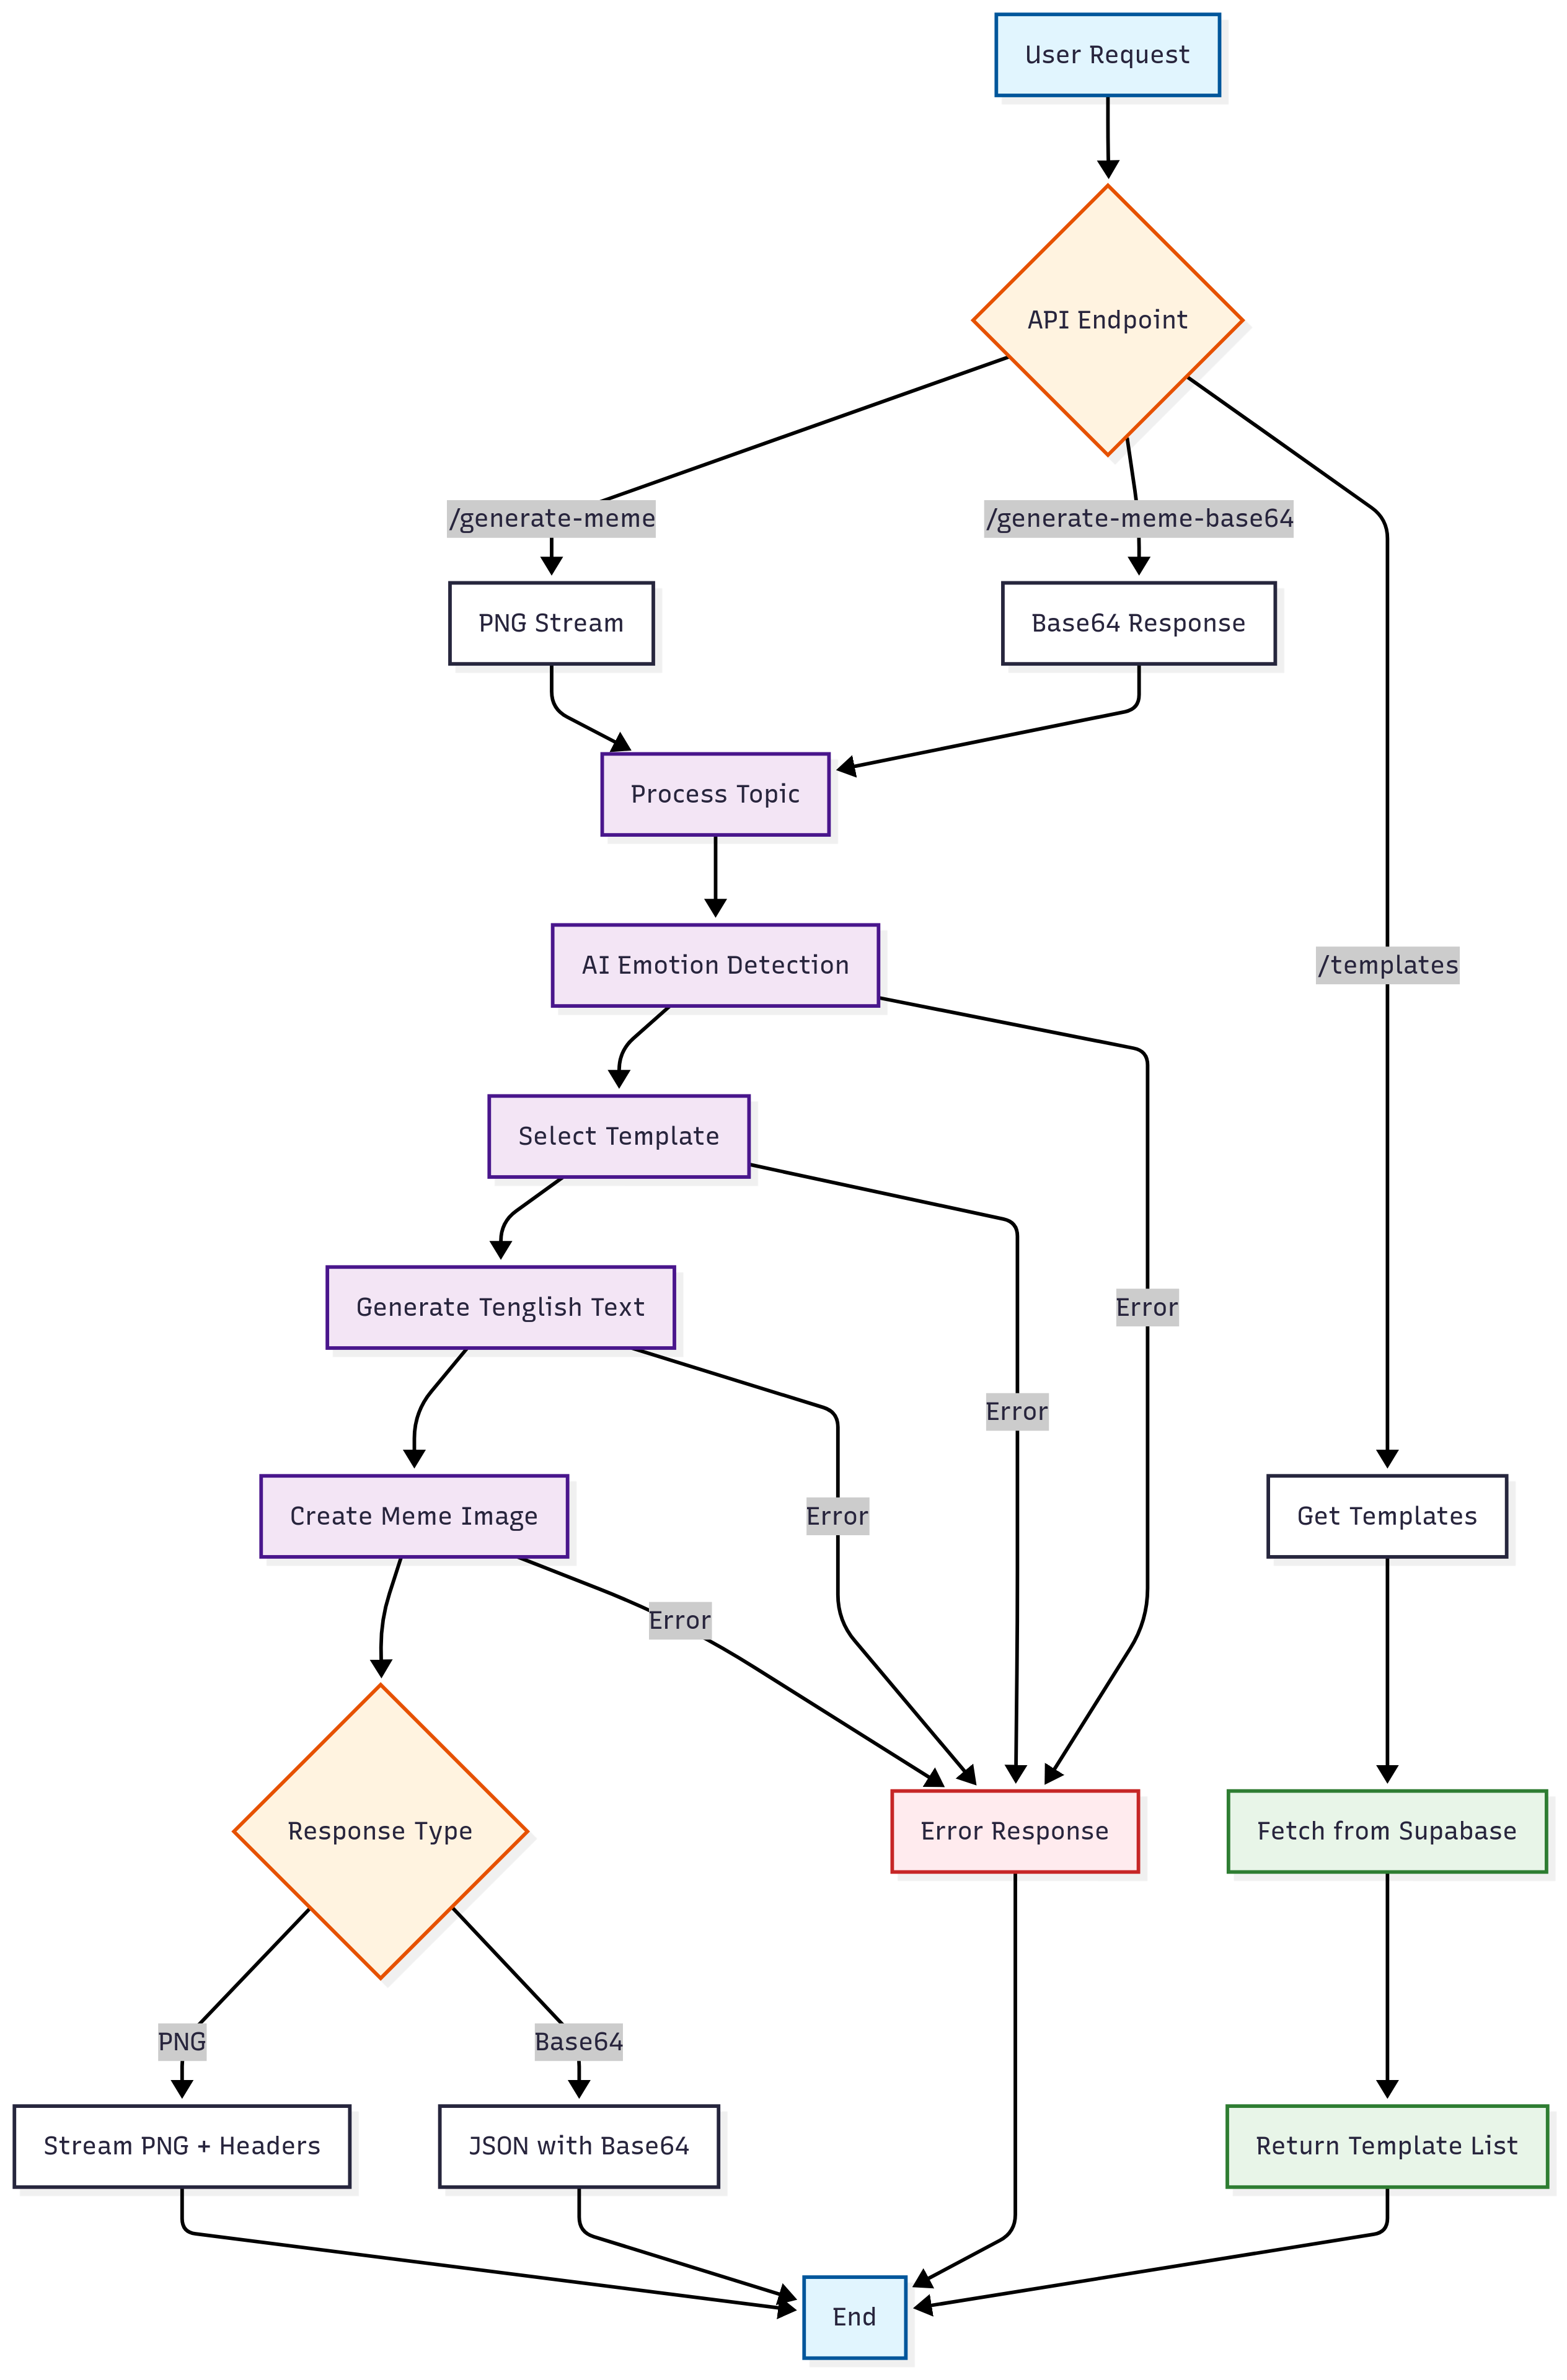 User Request
API Endpoint
/generate-meme
/generate-meme-base64
PNG Stream
Base64 Response
Process Topic
AI Emotion Detection
/templates
Select Template
Generate Tenglish Text
Error
Error
Create Meme Image
Error
Get Templates
Error
Response Type
Error Response
Fetch from Supabase
PNG
Base64
Stream PNG + Headers
JSON with Base64
Return Template List
End